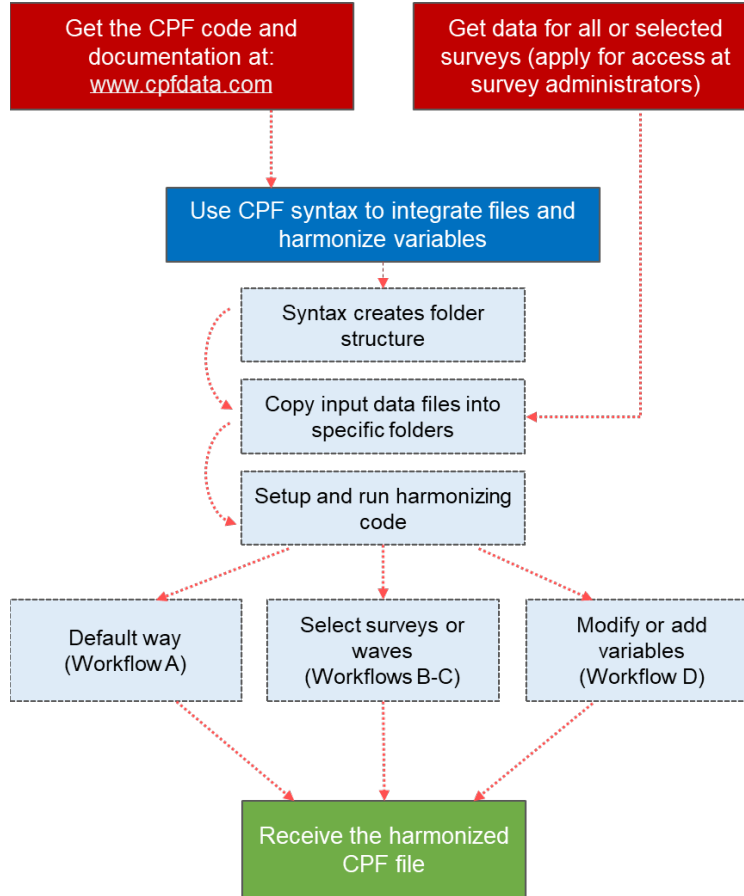 Get the CPF code and
documentation at:
www.cpfdata.com
Get data for all or selected
surveys (apply for access at
survey administrators)
Use CPF syntax to integrate files and
harmonize variables
Syntax creates folder
structure
Copy input data files into
specific folders
Setup and run harmonizing
code
Default way
(Workflow A)
Select surveys or
waves
(Workflows B-C)
Modify or add
variables
(Workflow D)
Receive the harmonized
CPF file